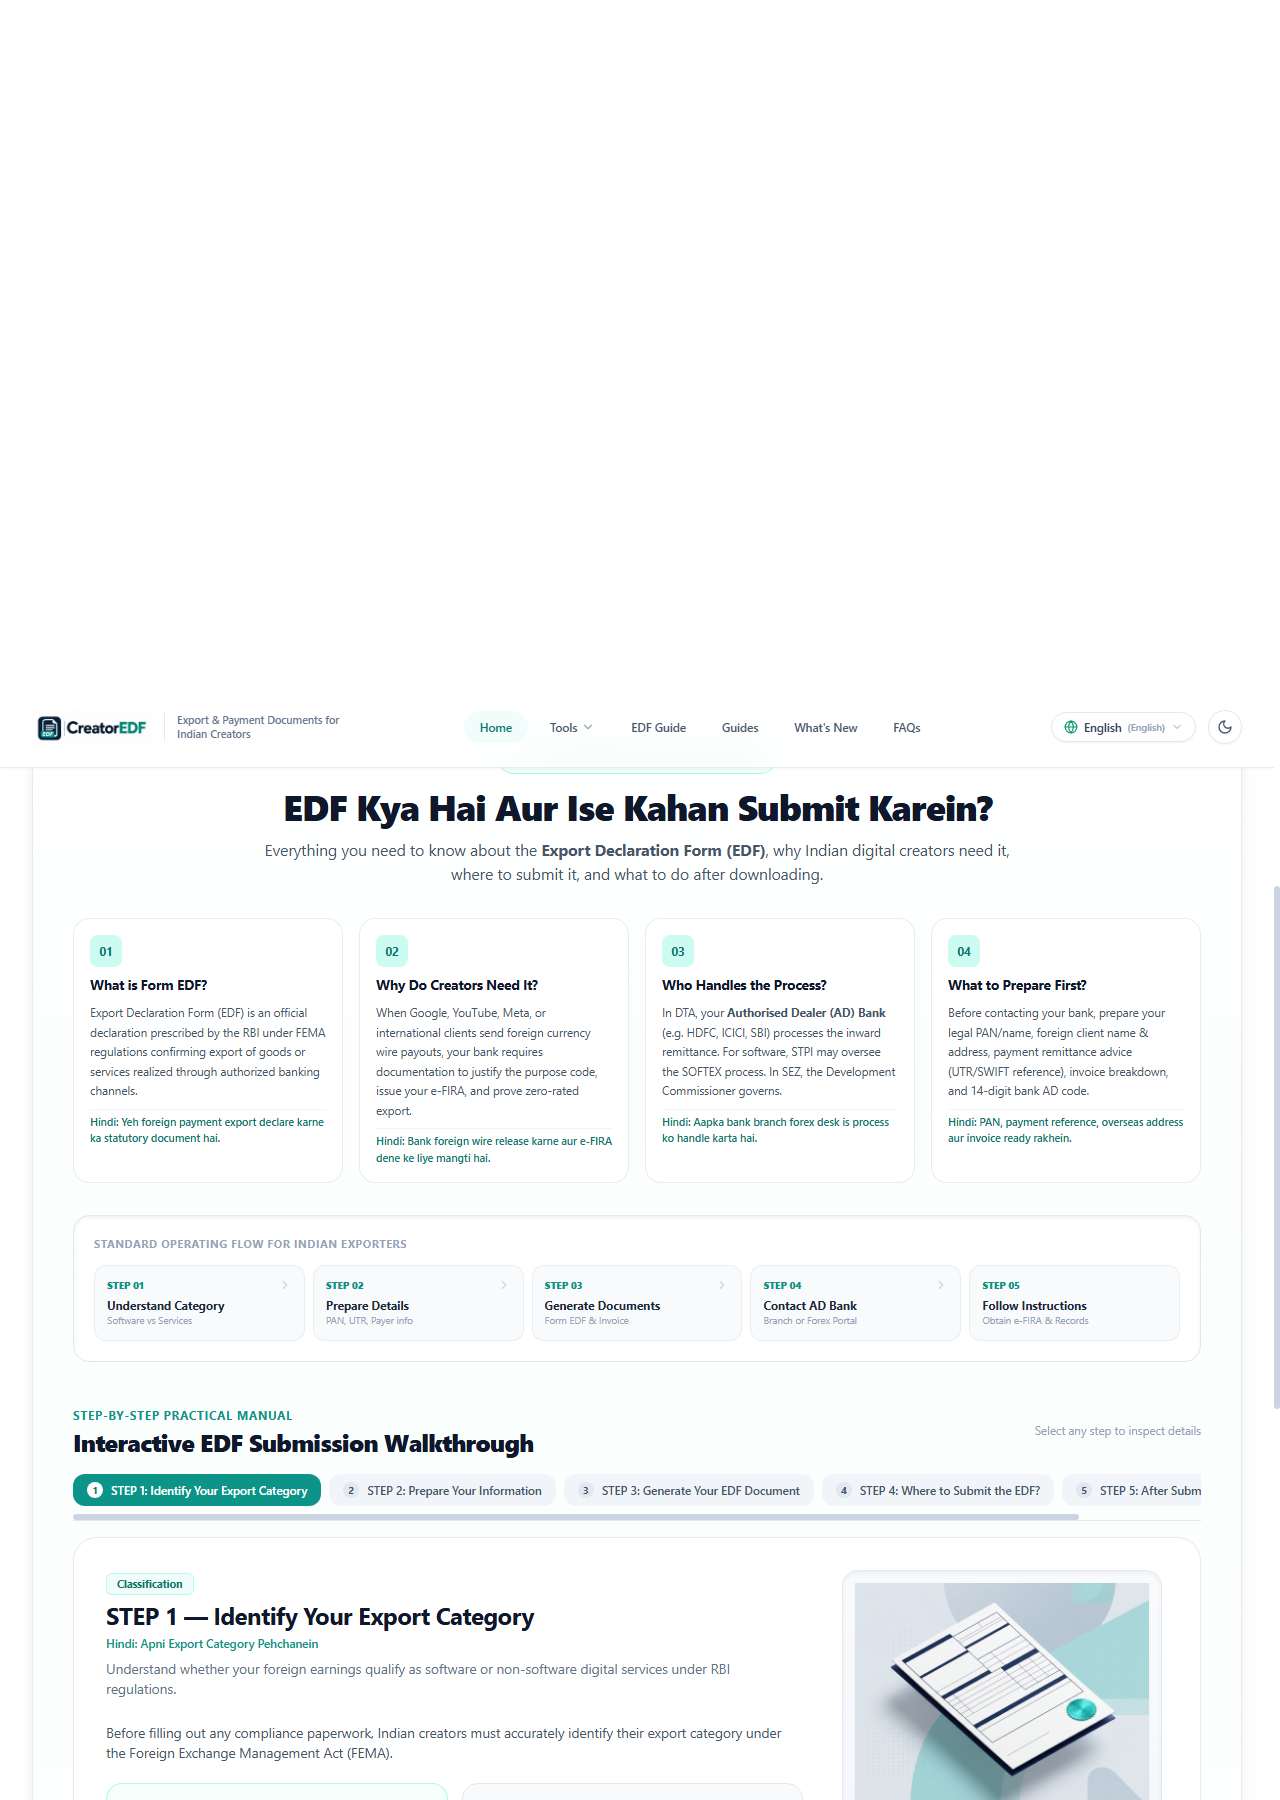 CreatorEDF
Export & Payment Documents for
Indian Creators
Home
Tools
EDF Guide
Guides
What's New
FAQs
English (English)
EDF Kya Hai Aur Ise Kahan Submit Karein?
Everything you need to know about the Export Declaration Form (EDF), why Indian digital creators need it,
where to submit it, and what to do after downloading.
01
What is Form EDF?
Export Declaration Form (EDF) is an official
declaration prescribed by the RBI under FEMA
regulations confirming export of goods or
services realized through authorized banking
channels.
Hindi: Yeh foreign payment export declare karne
ka statutory document hai.
02
Why Do Creators Need It?
When Google, YouTube, Meta, or
international clients send foreign currency
wire payouts, your bank requires
documentation to justify the purpose code,
issue your e-FIRA, and prove zero-rated
export.
Hindi: Bank foreign wire release karne aur e-FIRA
dene ke liye mangti hai.
03
Who Handles the Process?
In DTA, your Authorised Dealer (AD) Bank
(e.g. HDFC, ICICI, SBI) processes the inward
remittance. For software, STPI may oversee
the SOFTEX process. In SEZ, the Development
Commissioner governs.
Hindi: Aapka bank branch forex desk is process
ko handle karta hai.
04
What to Prepare First?
Before contacting your bank, prepare your
legal PAN/name, foreign client name &
address, payment remittance advice
(UTR/SWIFT reference), invoice breakdown,
and 14-digit bank AD code.
Hindi: PAN, payment reference, overseas address
aur invoice ready rakhein.
STANDARD OPERATING FLOW FOR INDIAN EXPORTERS
STEP 01
Understand Category
Software vs Services
STEP 02
Prepare Details
PAN, UTR, Payer info
STEP 03
Generate Documents
Form EDF & Invoice
STEP 04
Contact AD Bank
Branch or Forex Portal
STEP 05
Follow Instructions
Obtain e-FIRA & Records
STEP-BY-STEP PRACTICAL MANUAL
Interactive EDF Submission Walkthrough
Select any step to inspect details
1 STEP 1: Identify Your Export Category
2 STEP 2: Prepare Your Information
3 STEP 3: Generate Your EDF Document
4 STEP 4: Where to Submit the EDF?
5 STEP 5: After Subm
Classification
STEP 1 — Identify Your Export Category
Hindi: Apni Export Category Pehchanein
Understand whether your foreign earnings qualify as software or non-software digital services under RBI
regulations.
Before filling out any compliance paperwork, Indian creators must accurately identify their export category under
the Foreign Exchange Management Act (FEMA).